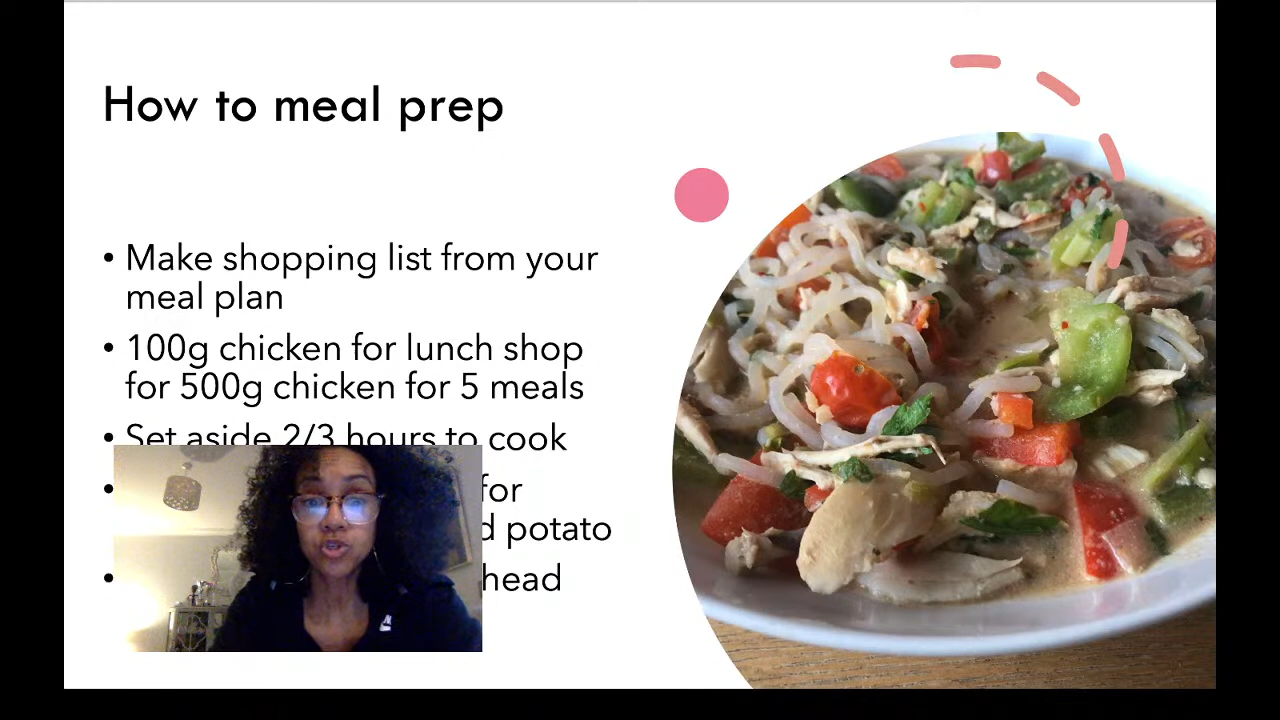 How to meal prep
• Make shopping list from your
meal plan
• 100g chicken for lunch shop
for 500g chicken for 5 meals
• Set aside 2/3 hours to cook
• for
potato
• head